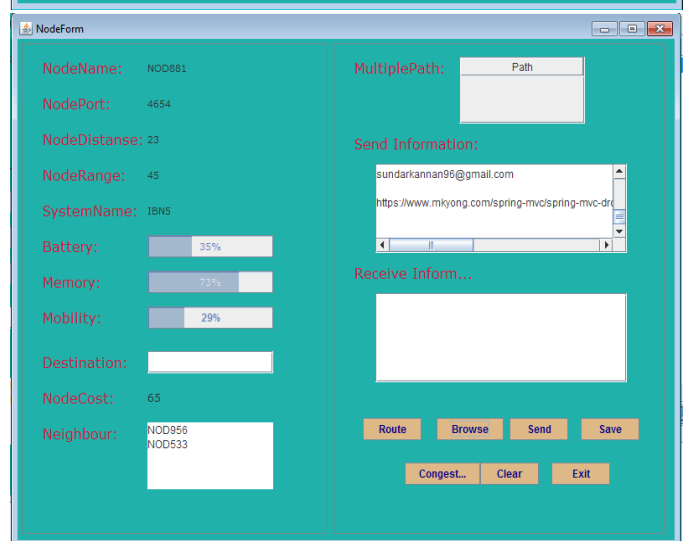 NodeForm
NodeName: NOD881
NodePort: 4654
NodeDistanse: 23
NodeRange: 45
SystemName: IBN5
Battery: 35%
Memory: 73%
Mobility: 29%
Destination:
NodeCost: 65
Neighbour: NOD956
NOD533
MultiplePath: Path
Send Information:
sundarkannan96@gmail.com
https://www.mkyong.com/spring-mvc/spring-mvc-dro
Receive Inform...
Route Browse Send Save
Congest... Clear Exit